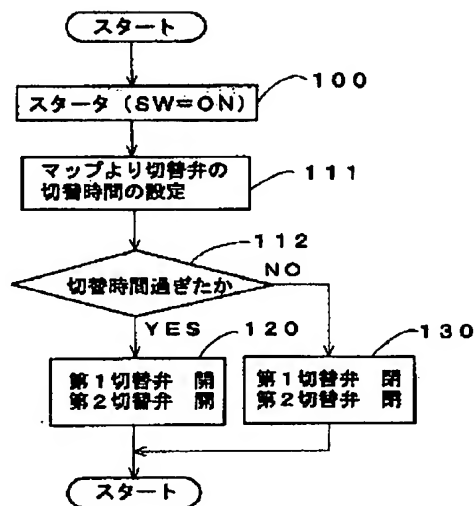 スタート
スタータ(SW=ON)
100
マップより切替弁の
切替時間の設定
111
112
切替時間過ぎたか
NO
YES
120
130
第1切替弁 開
第2切替弁 開
第1切替弁 閉
第2切替弁 閉
スタート